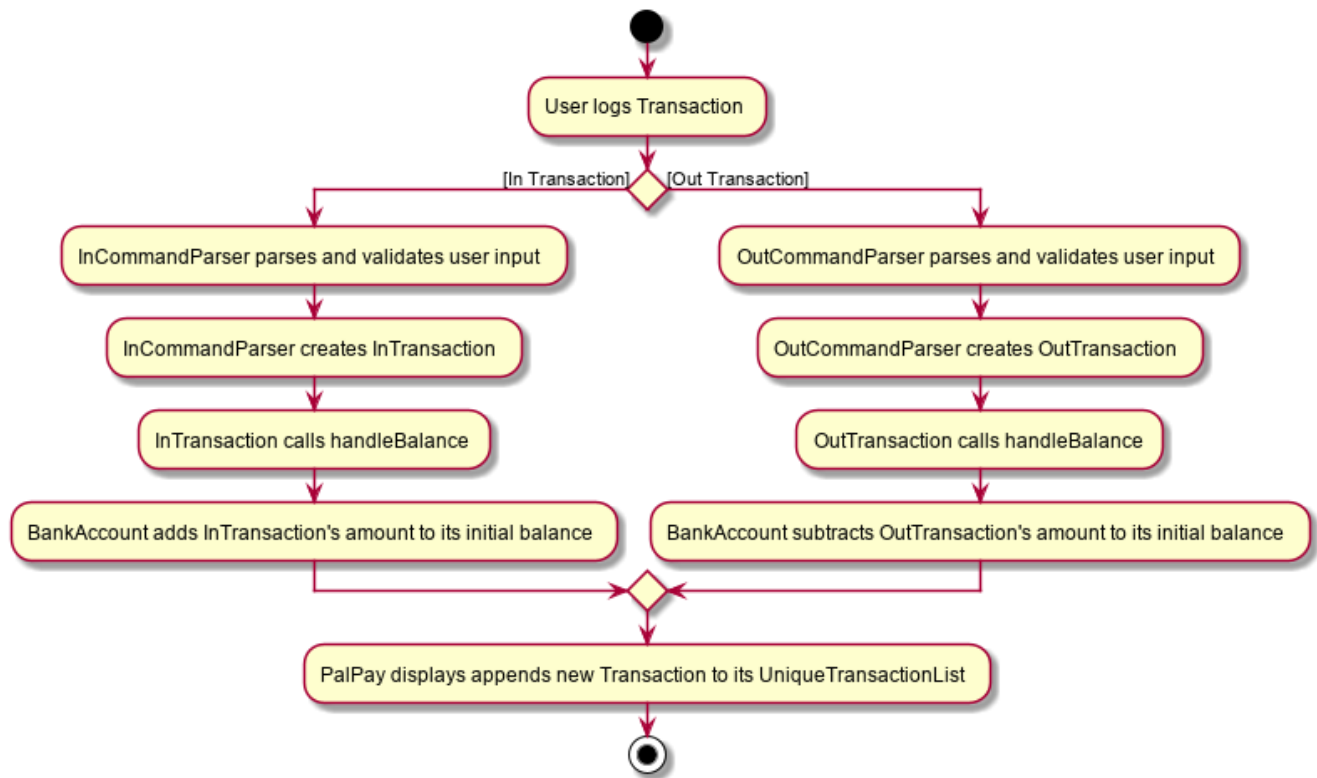 User logs Transaction
[In Transaction]
[Out Transaction]
InCommandParser parses and validates user input
OutCommandParser parses and validates user input
InCommandParser creates InTransaction
OutCommandParser creates OutTransaction
InTransaction calls handleBalance
OutTransaction calls handleBalance
BankAccount adds InTransaction's amount to its initial balance
BankAccount subtracts OutTransaction's amount to its initial balance
PalPay displays appends new Transaction to its UniqueTransactionList